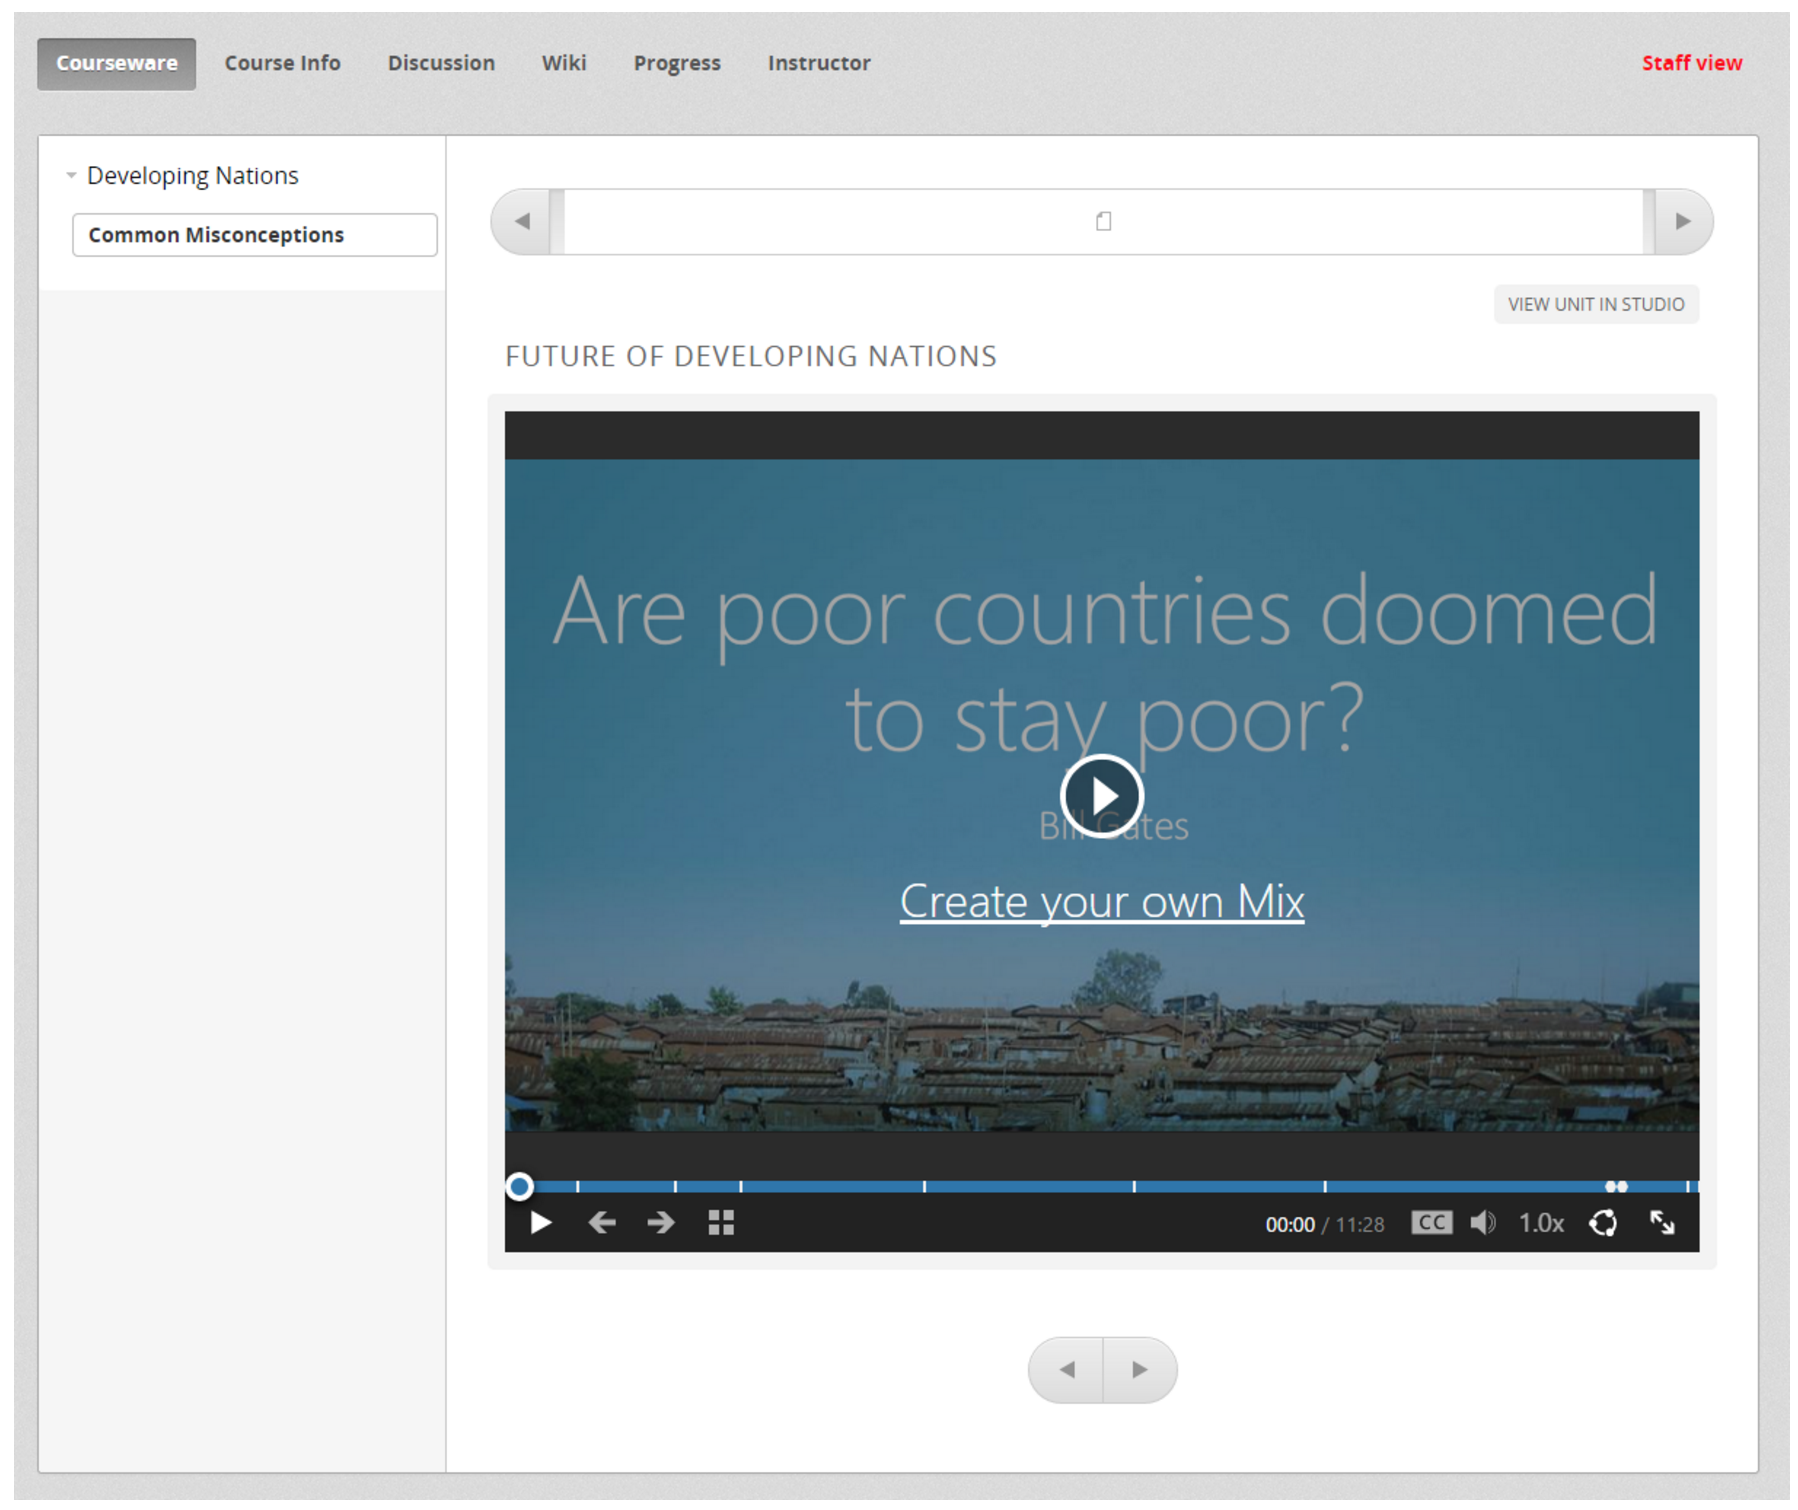 Courseware Course Info Discussion Wiki Progress Instructor Staff view
Developing Nations
Common Misconceptions
VIEW UNIT IN STUDIO
FUTURE OF DEVELOPING NATIONS
Are poor countries doomed
to stay poor?
Bill Gates
Create your own Mix
00:00 / 11:28 CC 1.0x